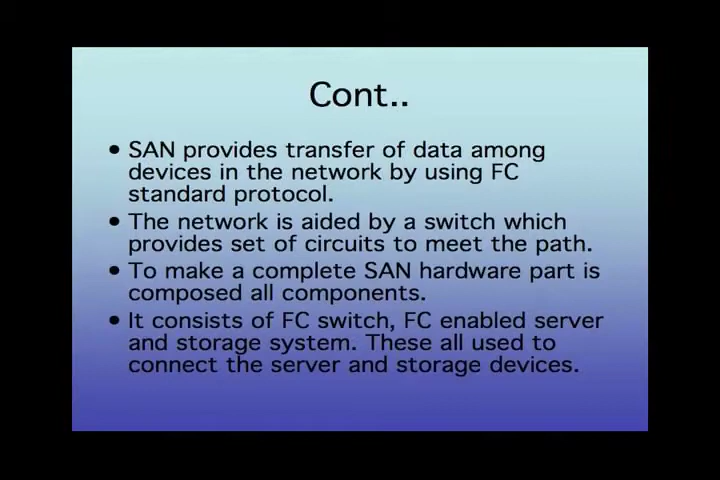 Cont..
• SAN provides transfer of data among
devices in the network by using FC
standard protocol.
• The network is aided by a switch which
provides set of circuits to meet the path.
• To make a complete SAN hardware part is
composed all components.
• It consists of FC switch, FC enabled server
and storage system. These all used to
connect the server and storage devices.